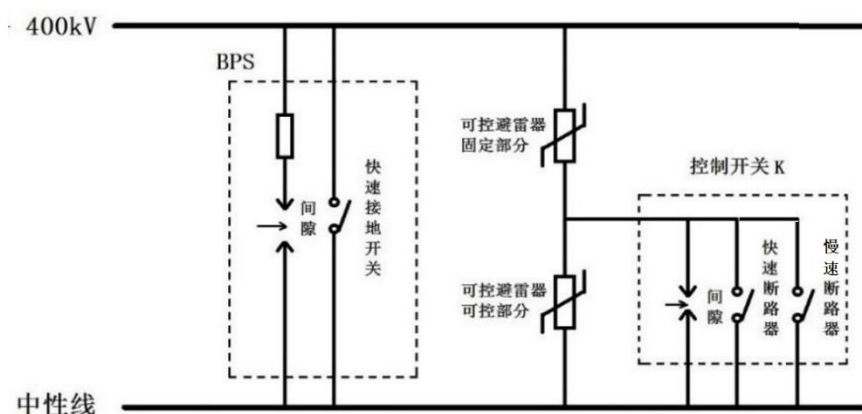 400kV
BPS
间隙
快速接地开关
可控避雷器
固定部分
可控避雷器
可控部分
控制开关 K
间隙
快速断路器
慢速断路器
中性线